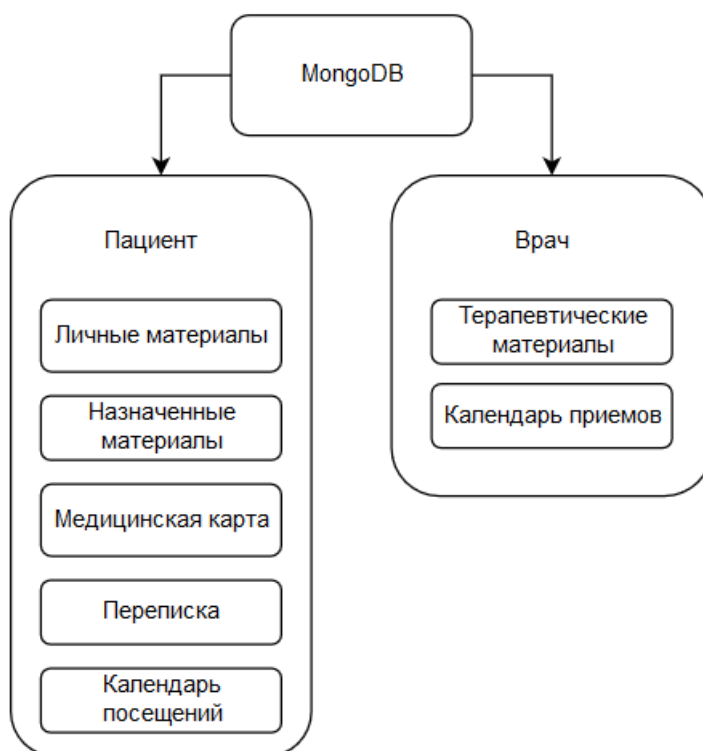 MongoDB
Пациент
Личные материалы
Назначенные
материалы
Медицинская карта
Переписка
Календарь
посещений
Врач
Терапевтические
материалы
Календарь приемов